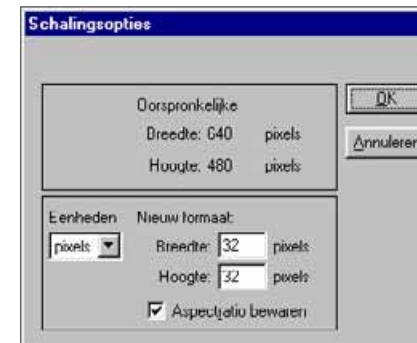 Schalingsopties
Oorspronkelijke
Breedte: 640 pixels
Hoogte: 480 pixels
OK
Annuleren
Eenheden
pixels
Nieuw formaat:
Breedte: 32 pixels
Hoogte: 32 pixels
Aspectratio bewaren